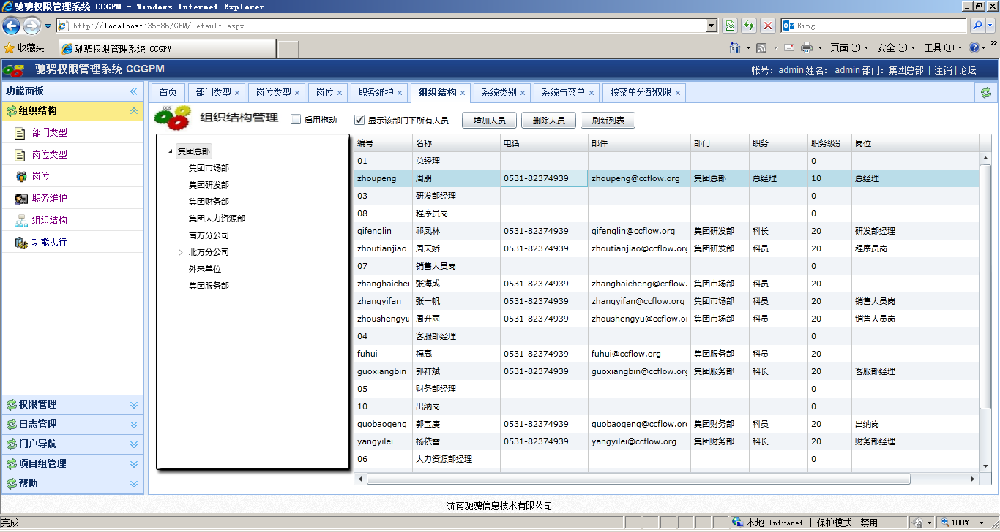 驰骋权限管理系统 CCGPM - Windows Internet Explorer
http://localhost:35586/GPM/Default.aspx
Bing
收藏夹 驰骋权限管理系统 CCGPM 页面(P) 安全(S) 工具(O)
驰骋权限管理系统 CCGPM 帐号: admin 姓名: admin 部门: 集团总部 | 注销 | 论坛
功能面板
组织结构
部门类型
岗位类型
岗位
职务维护
组织结构
功能执行
权限管理
日志管理
门户导航
项目组管理
帮助
首页 部门类型 × 岗位类型 × 岗位 × 职务维护 × 组织结构 × 系统类别 × 系统与菜单 × 按菜单分配权限 ×
CCS
组织结构管理 启用拖动 显示该部门下所有人员 增加人员 删除人员 刷新列表
集团总部
集团市场部
集团研发部
集团财务部
集团人力资源部
南方分公司
北方分公司
外来单位
集团服务部
编号 名称 电话 邮件 部门 职务 职务级别 岗位
01 总经理 0
zhoupeng 周朋 0531-82374939 zhoupeng@ccflow.org 集团总部 总经理 10 总经理
03 研发部经理 0
08 程序员岗 0
qifenglin 祁凤林 0531-82374939 qifenglin@ccflow.org 集团研发部 科长 20 研发部经理
zhoutianjiao 周天娇 0531-82374939 zhoutianjiao@ccflow.org 集团研发部 科员 20 程序员岗
07 销售人员岗 0
zhanghaichen 张海成 0531-82374939 zhanghaicheng@ccflow. 集团市场部 科员 20
zhangyifan 张一帆 0531-82374939 zhangyifan@ccflow.org 集团市场部 科员 20 销售人员岗
zhoushengyu 周升雨 0531-82374939 zhoushengyu@ccflow.or 集团市场部 科员 20 销售人员岗
04 客服部经理 0
fuhui 福惠 0531-82374939 fuhui@ccflow.org 集团服务部 科员 20
guoxiangbin 郭祥斌 0531-82374939 guoxiangbin@ccflow.org 集团服务部 科长 20 客服部经理
05 财务部经理 0
10 出纳岗 0
guobaogeng 郭宝庚 0531-82374939 guobaogeng@ccflow.org 集团财务部 科员 20 出纳岗
yangyilei 杨依雷 0531-82374939 yangyilei@ccflow.org 集团财务部 科长 20 财务部经理
06 人力资源部经理 0
济南驰骋信息技术有限公司
完成 本地 Intranet | 保护模式: 禁用 100%